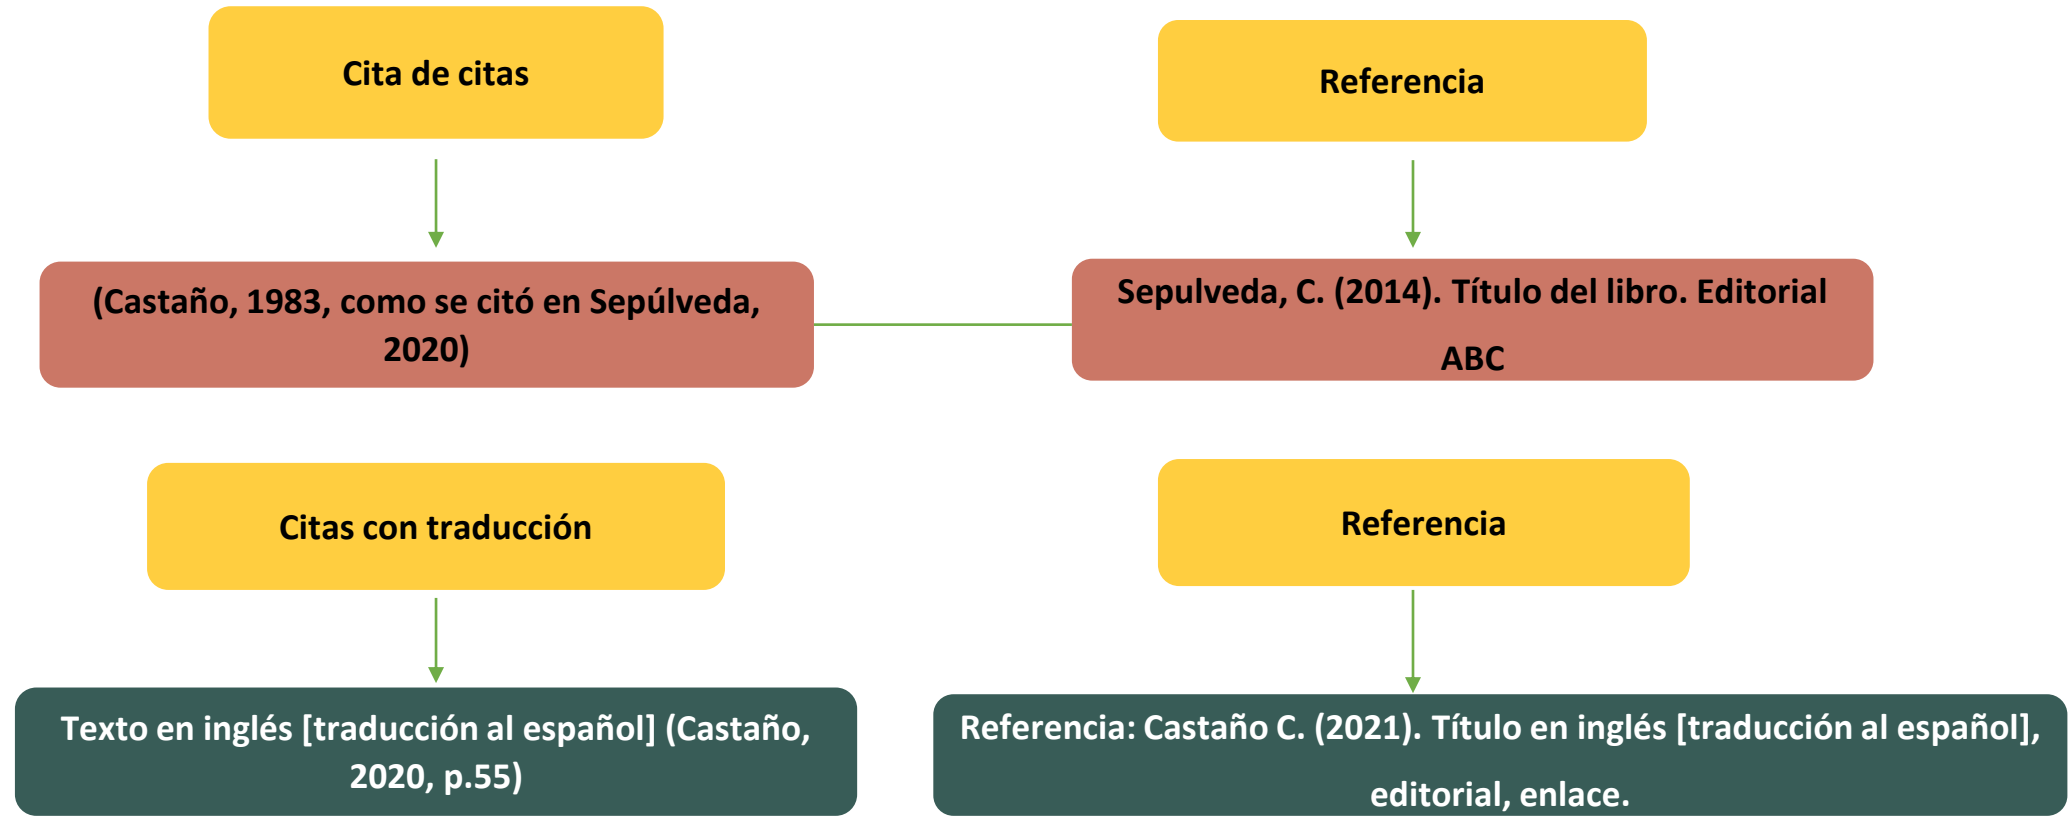 Cita de citas
Referencia
(Castaño, 1983, como se citó en Sepúlveda,
2020)
Sepulveda, C. (2014). Título del libro. Editorial
ABC
Citas con traducción
Referencia
Texto en inglés [traducción al español] (Castaño,
2020, p.55)
Referencia: Castaño C. (2021). Título en inglés [traducción al español],
editorial, enlace.